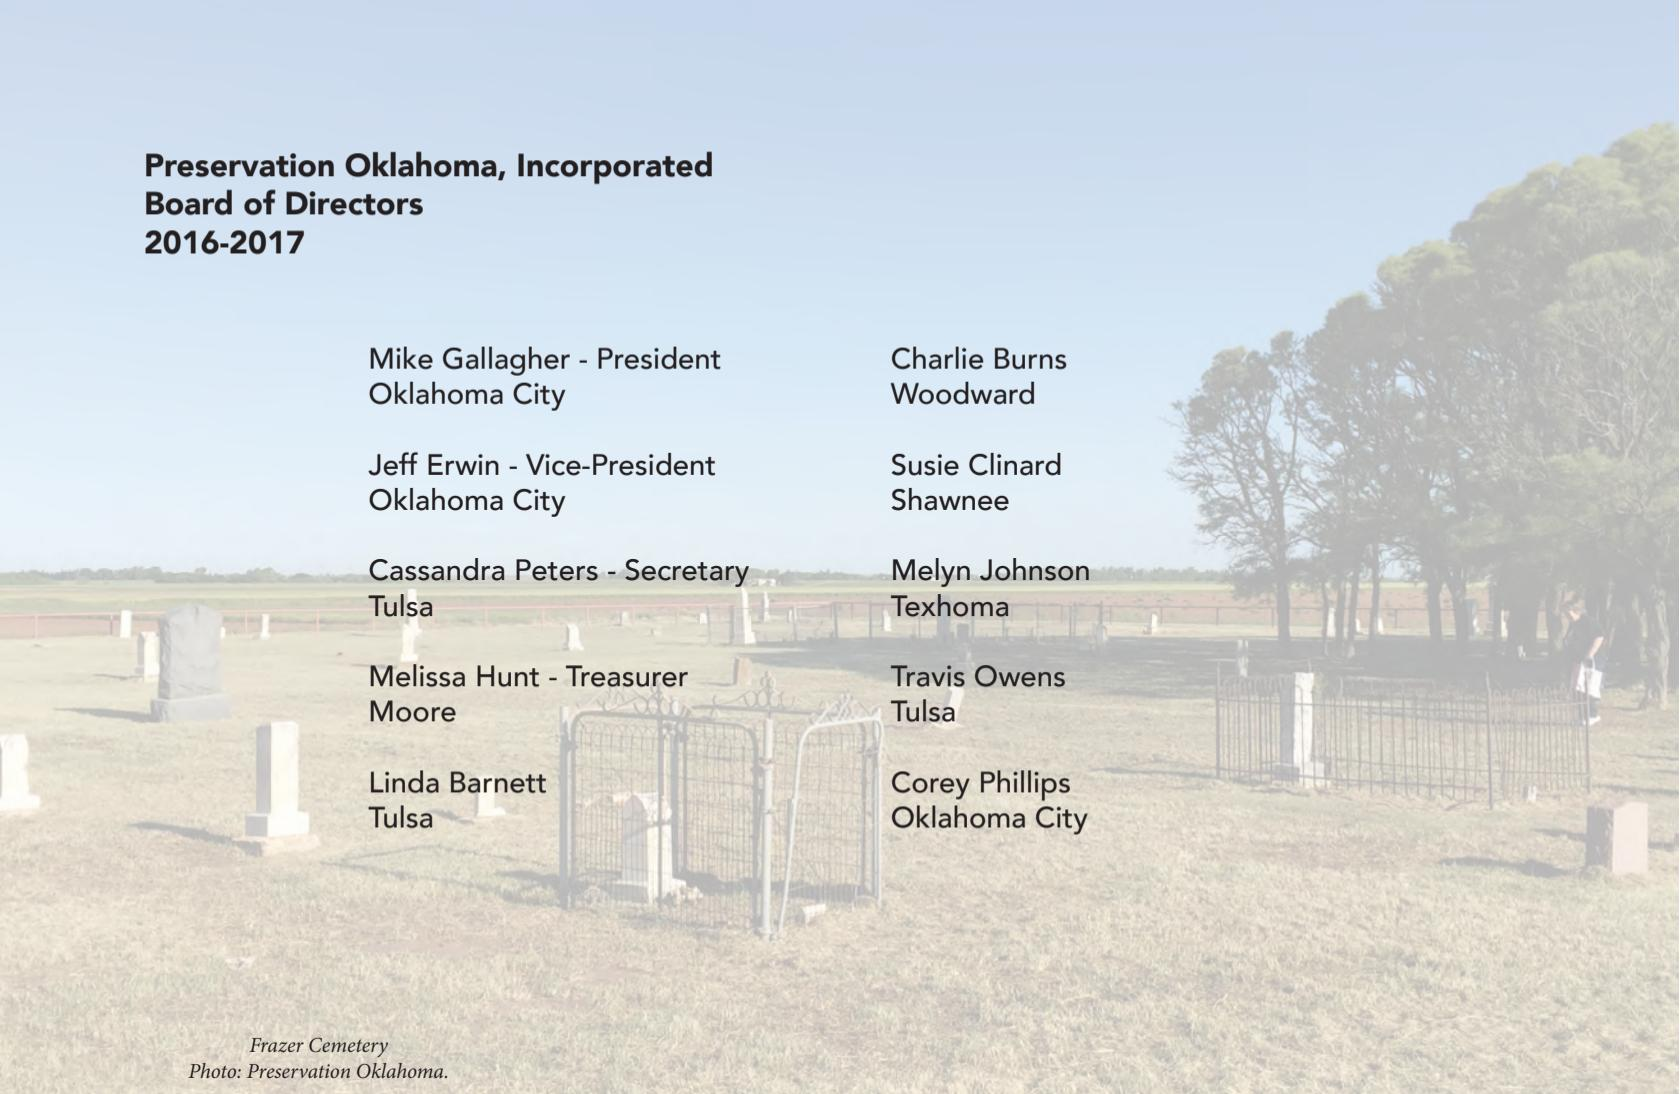 Preservation Oklahoma, Incorporated
Board of Directors
2016-2017
Mike Gallagher - President
Oklahoma City
Jeff Erwin - Vice-President
Oklahoma City
Cassandra Peters - Secretary
Tulsa
Melissa Hunt - Treasurer
Moore
Linda Barnett
Tulsa
Charlie Burns
Woodward
Susie Clinard
Shawnee
Melyn Johnson
Texhoma
Travis Owens
Tulsa
Corey Phillips
Oklahoma City
Frazer Cemetery
Photo: Preservation Oklahoma.